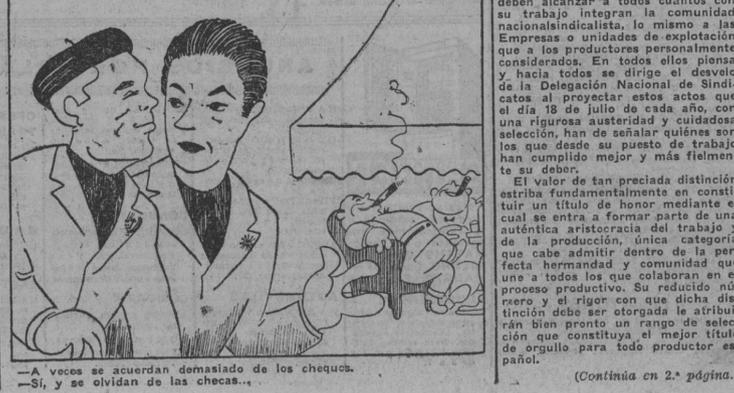 —A veces se acuerdan demasiado de los cheques.
—Sí, y se olvidan de las checas...
deben alcanzar a todos cuantos con
su trabajo integran la comunidad
nacionalsindicalista, lo mismo a las
Empresas o unidades de explotación
que a los productores personalmente
considerados. En todos ellos piensa
y hacia todos se dirige el desvelo
de la Delegación Nacional de Sindi-
catos al proyectar estos actos que
el día 18 de julio de cada año, con
una rigurosa austeridad y cuidadosa
selección, han de señalar quiénes son
los que desde su puesto de trabajo
han cumplido mejor y más fielmen-
te su deber.
El valor de tan preciada distinción
estriba fundamentalmente en consti
tuir un título de honor mediante e
cual se entra a formar parte de una
auténtica aristocracia del trabajo y
de la producción, única categoría
que cabe admitir dentro de la per
fecta hermandad y comunidad que
une a todos los que colaboran en e
proceso productivo. Su reducido nú
mero y el rigor con que dicha dis
tinción debe ser otorgada le atribui
rán bien pronto un rango de selec
ción que constituya el mejor título
de orgullo para todo productor es
pañol.
(Continúa en 2.ª página.